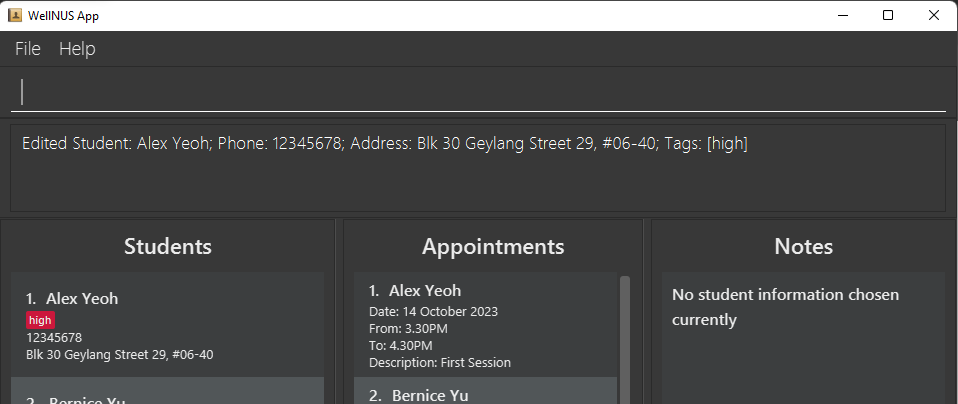 WellNUS App
File Help
Edited Student: Alex Yeoh; Phone: 12345678; Address: Blk 30 Geylang Street 29, #06-40; Tags: [high]
Students
1. Alex Yeoh
high
12345678
Blk 30 Geylang Street 29, #06-40
2. Bernice Yu
Appointments
1. Alex Yeoh
Date: 14 October 2023
From: 3.30PM
To: 4.30PM
Description: First Session
2. Bernice Yu
Notes
No student information chosen
currently